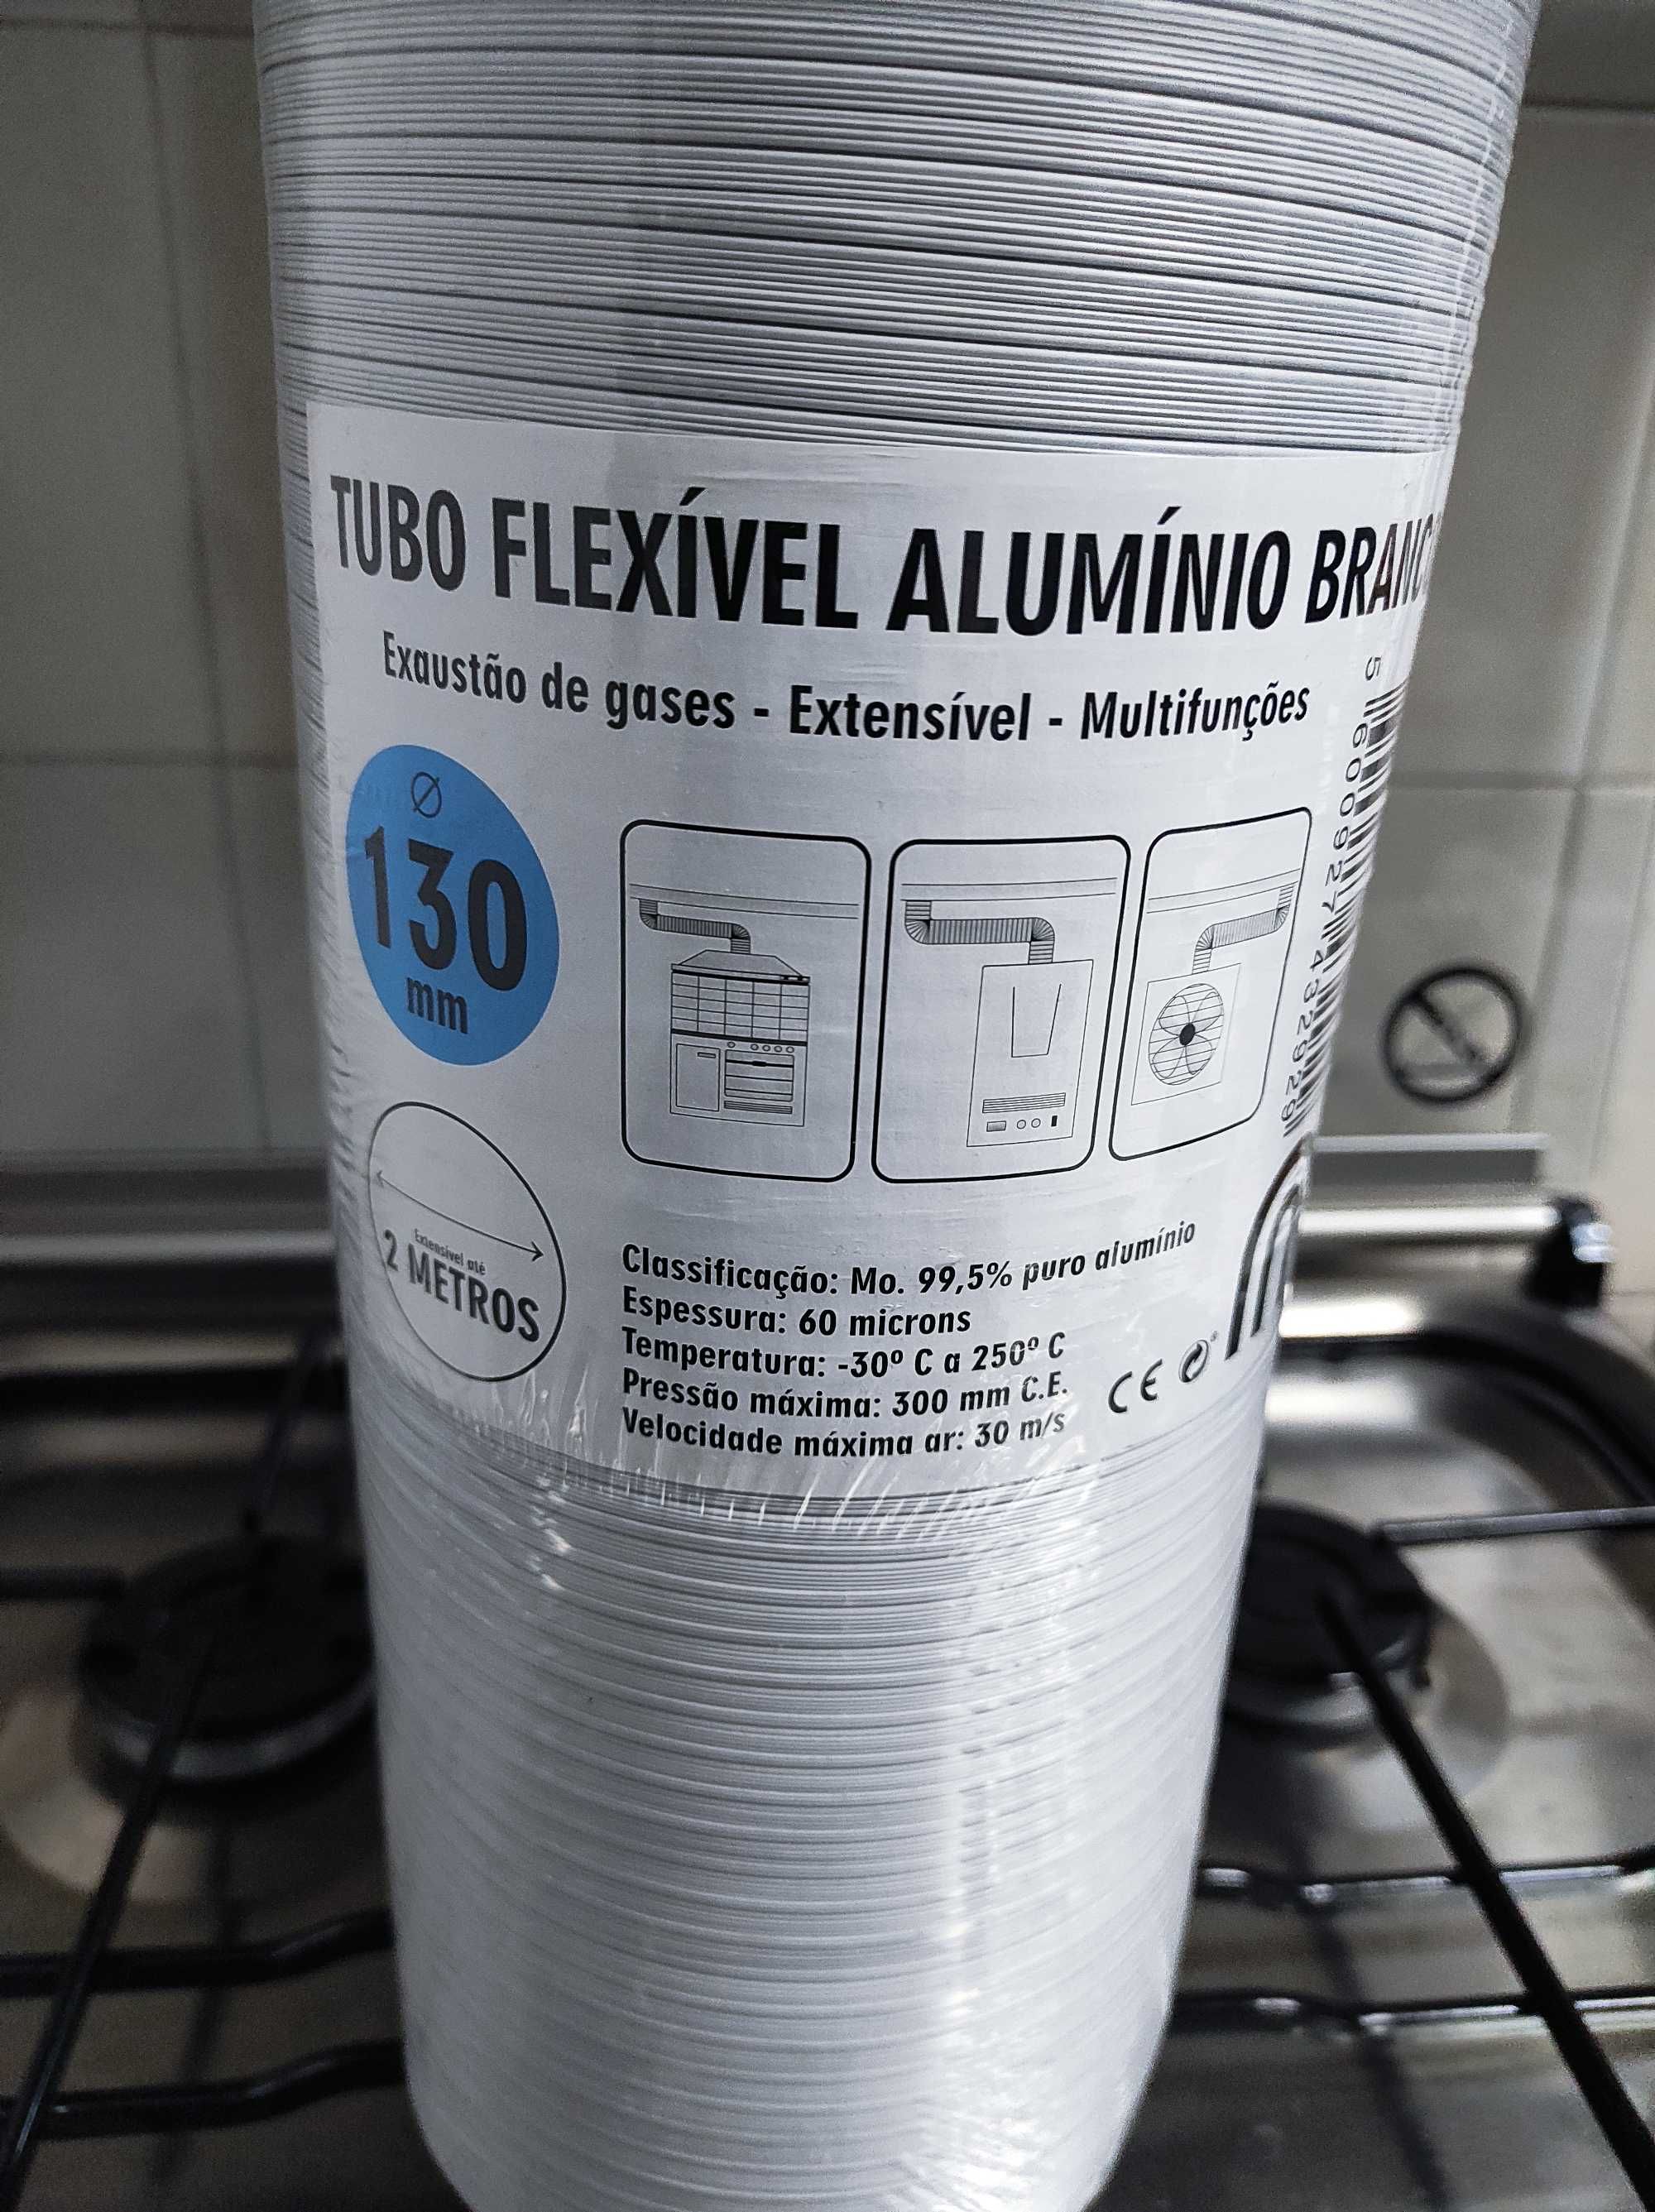 TUBO FLEXÍVEL ALUMÍNIO BRANC
Exaustão de gases - Extensível - Multifunções
Ø
130
mm
Extensível até
2 METROS
Classificação: Mo. 99,5% puro alumínio
Espessura: 60 microns
Temperatura: -30º C a 250º C
Pressão máxima: 300 mm C.E.
Velocidade máxima ar: 30 m/s
CE
5 600927 432929